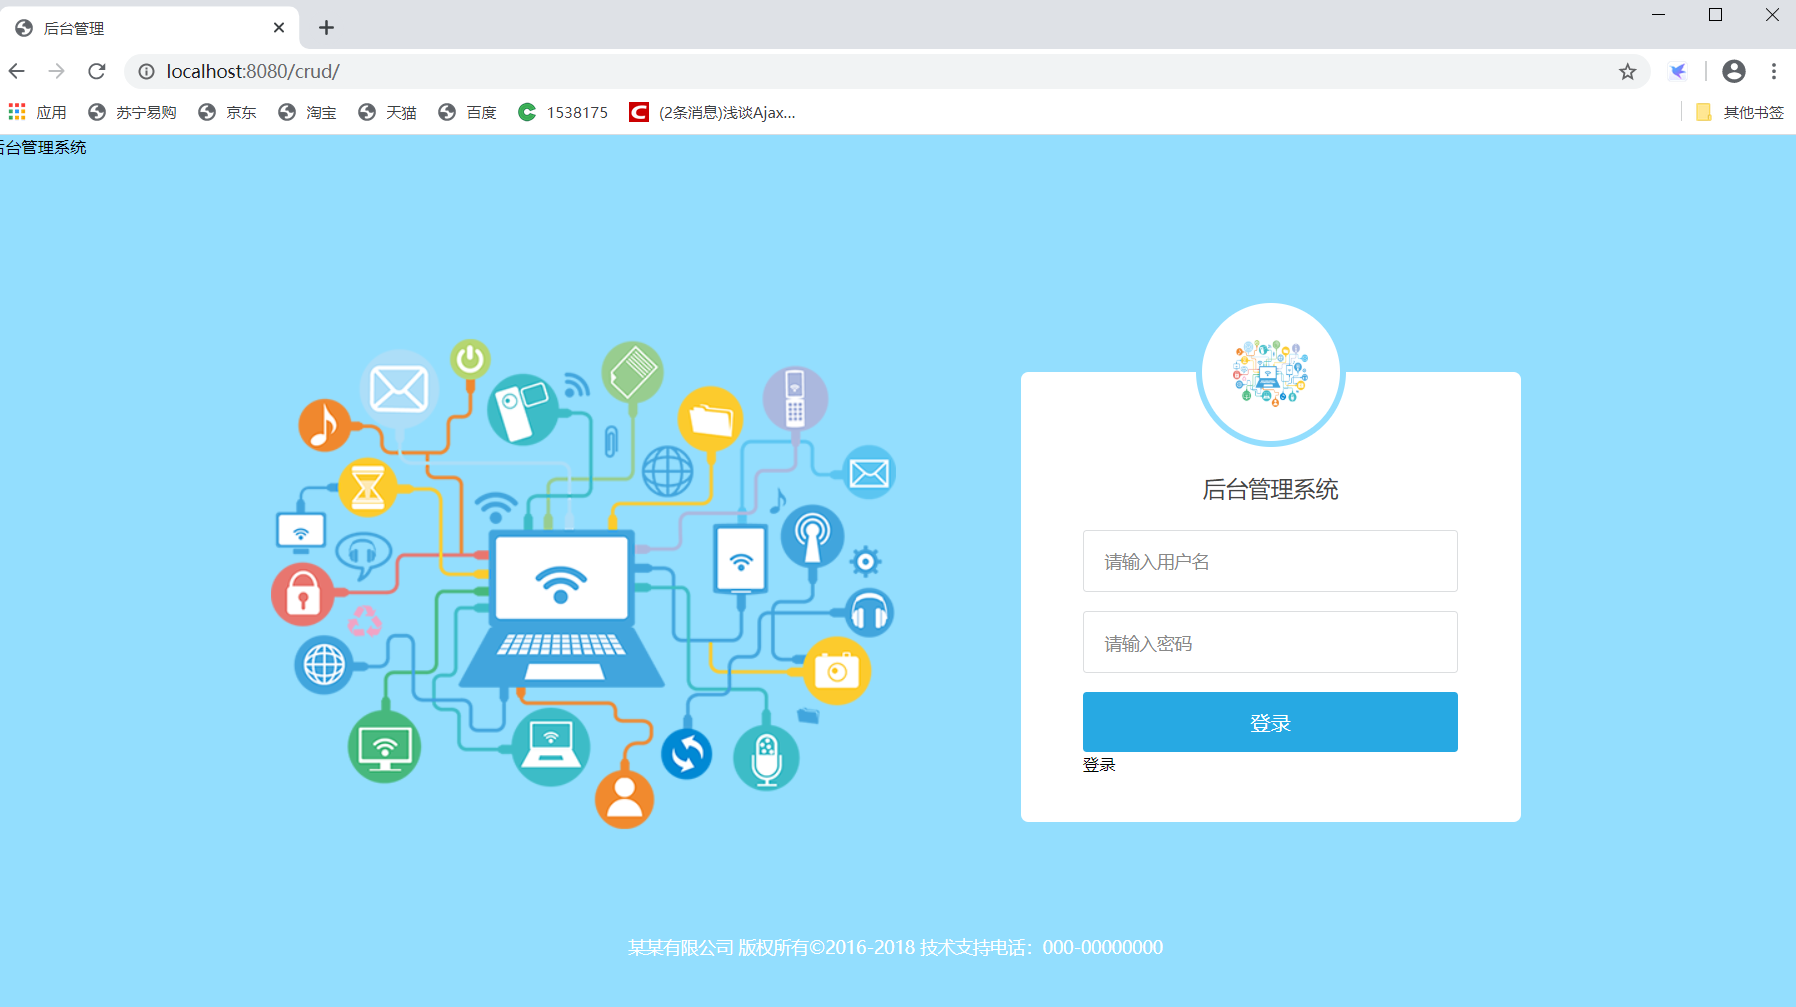 后台管理
localhost:8080/crud/
应用 苏宁易购 京东 淘宝 天猫 百度 1538175 (2条消息)浅谈Ajax... 其他书签
后台管理系统
后台管理系统
请输入用户名
请输入密码
登录
登录
某某有限公司 版权所有©2016-2018 技术支持电话：000-00000000